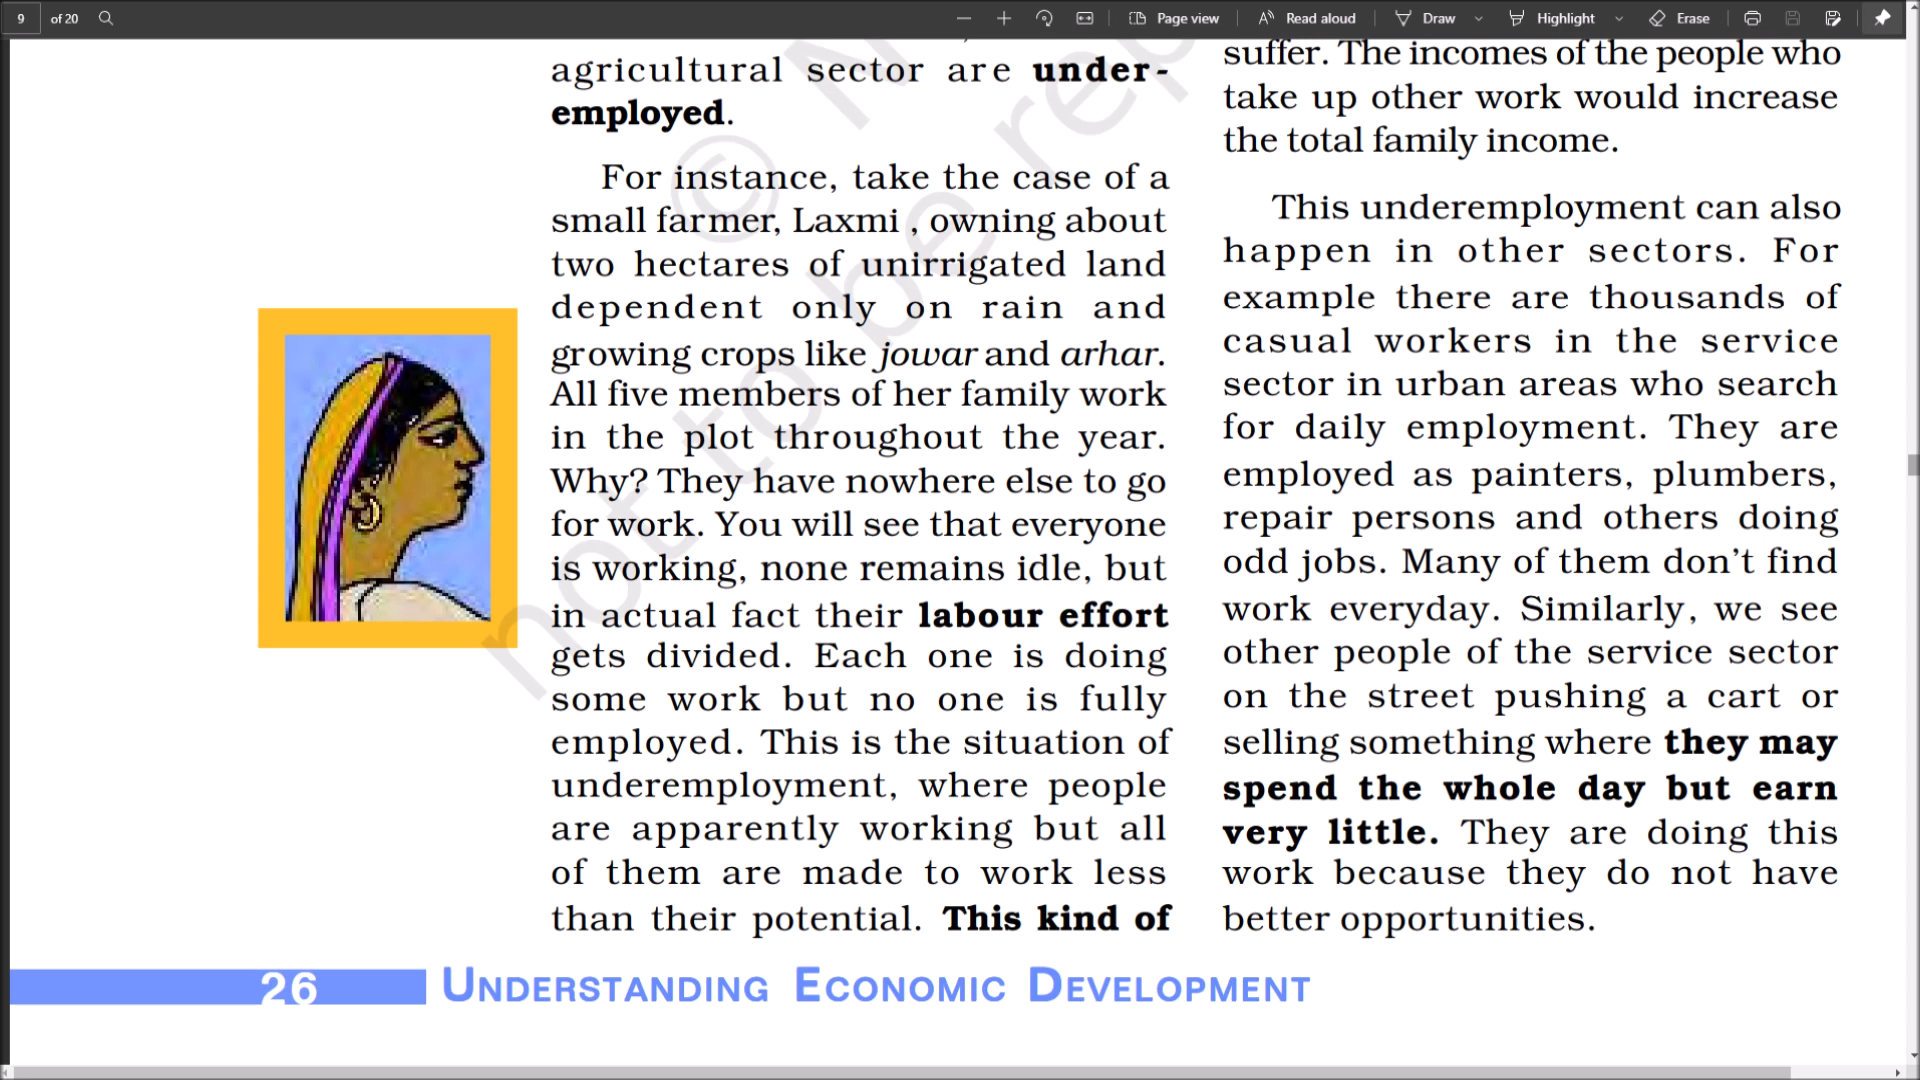 9 of 20 Page view Read aloud Draw Highlight Erase
agricultural sector are under-
employed.
For instance, take the case of a
small farmer, Laxmi , owning about
two hectares of unirrigated land
dependent only on rain and
growing crops like jowar and arhar.
All five members of her family work
in the plot throughout the year.
Why? They have nowhere else to go
for work. You will see that everyone
is working, none remains idle, but
in actual fact their labour effort
gets divided. Each one is doing
some work but no one is fully
employed. This is the situation of
underemployment, where people
are apparently working but all
of them are made to work less
than their potential. This kind of
suffer. The incomes of the people who
take up other work would increase
the total family income.
This underemployment can also
happen in other sectors. For
example there are thousands of
casual workers in the service
sector in urban areas who search
for daily employment. They are
employed as painters, plumbers,
repair persons and others doing
odd jobs. Many of them don't find
work everyday. Similarly, we see
other people of the service sector
on the street pushing a cart or
selling something where they may
spend the whole day but earn
very little. They are doing this
work because they do not have
better opportunities.
26 UNDERSTANDING ECONOMIC DEVELOPMENT
© N
not to be rep